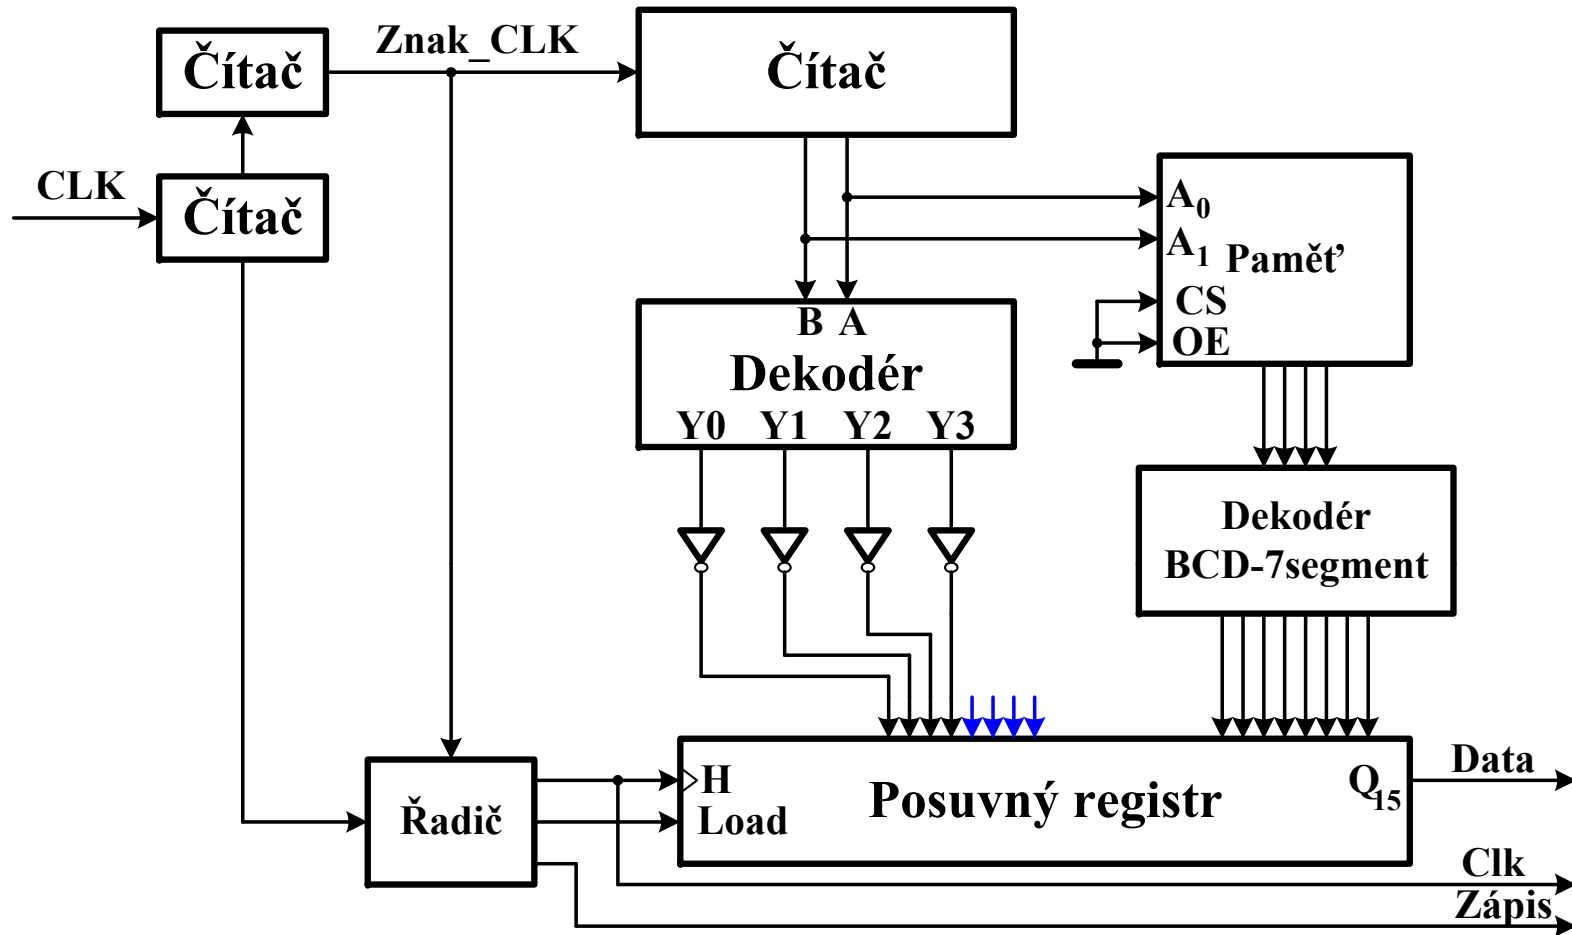 Čítač
Znak_CLK
Čítač
CLK
Čítač
A0
A1
Paměť
CS
OE
B A
Dekodér
Y0 Y1 Y2 Y3
Dekodér
BCD-7segment
Řadič
H
Load
Posuvný registr
Q15
Data
Clk
Zápis